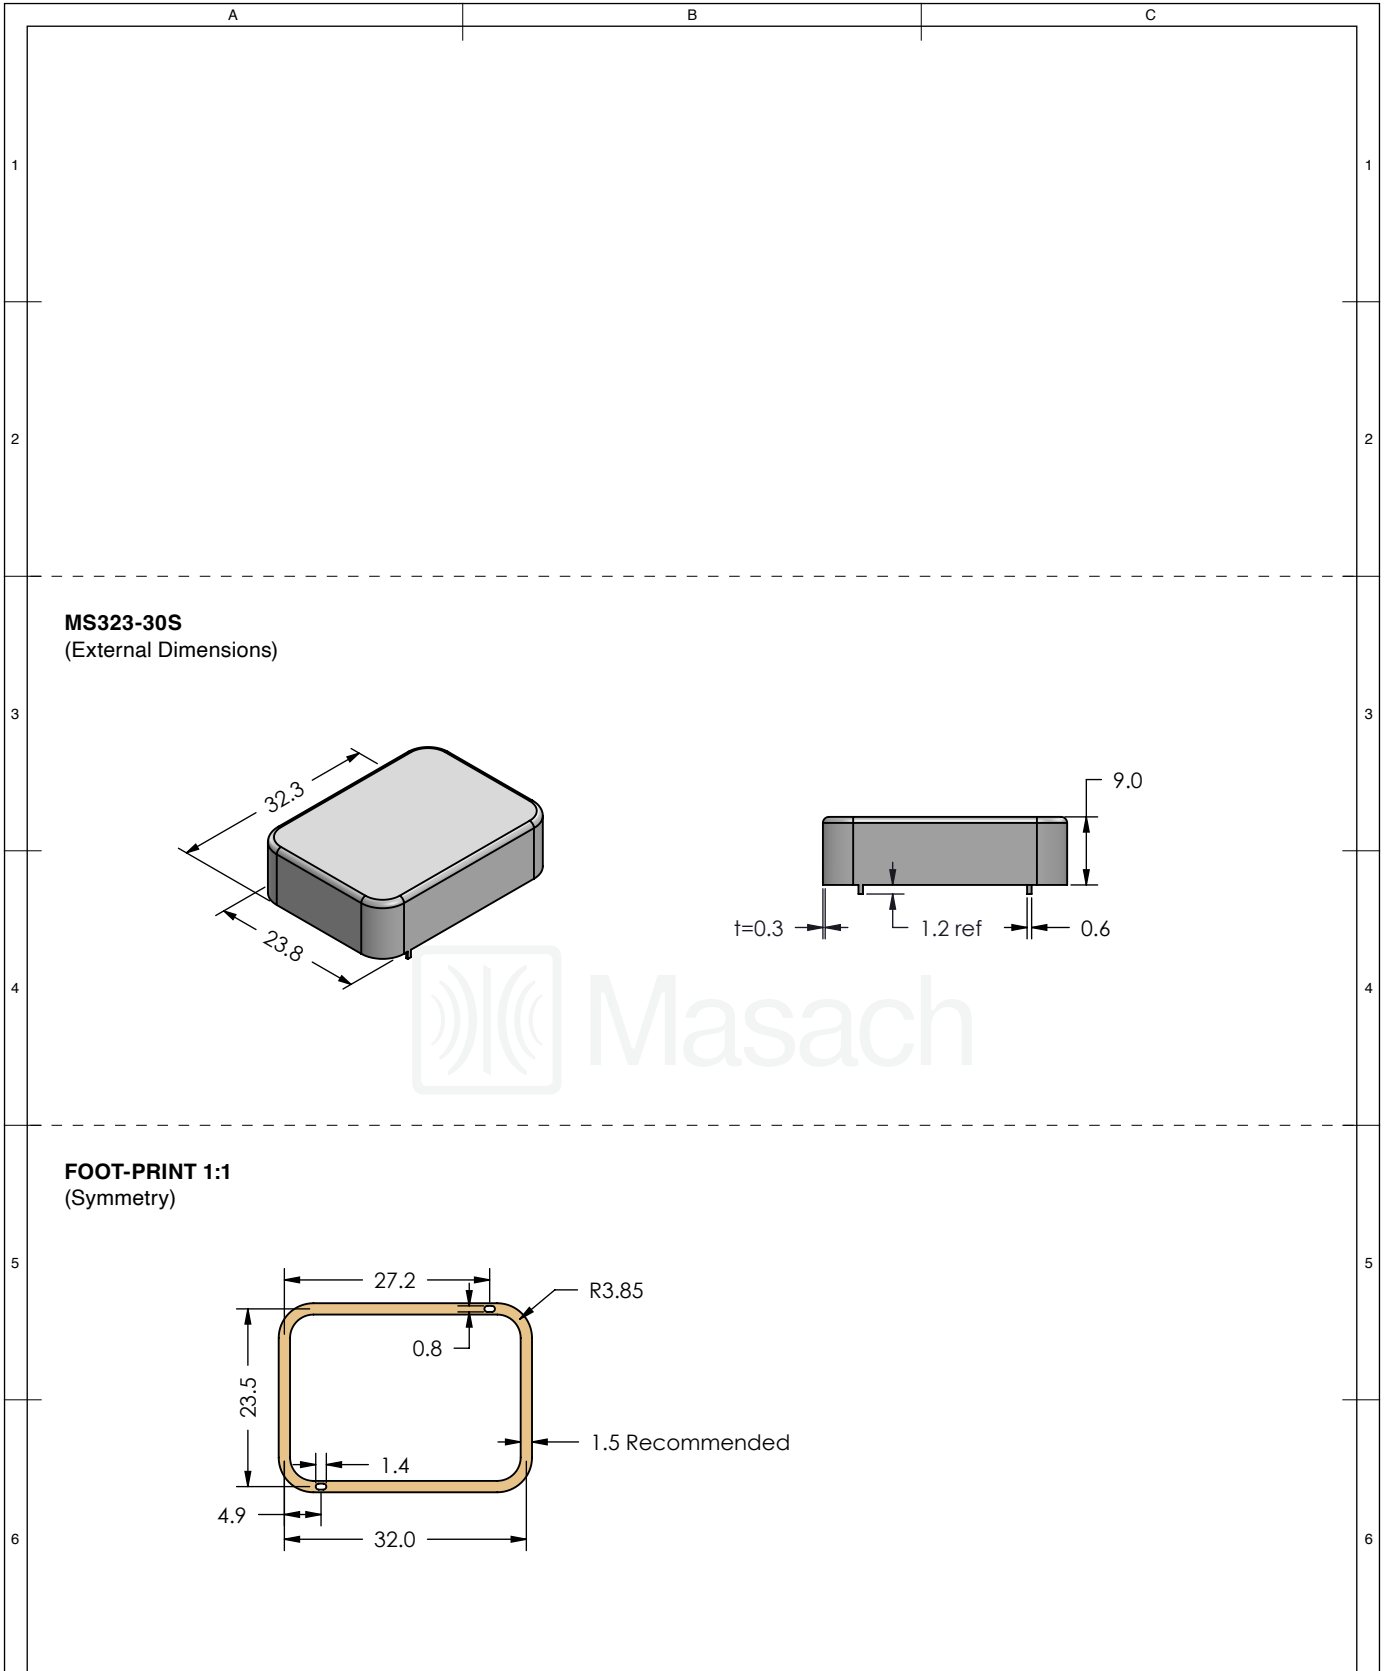 A B C
1 1
2 2
MS323-30S
(External Dimensions)
3 3
32.3
9.0
23.8
t=0.3 1.2 ref 0.6
Masach
4 4
FOOT-PRINT 1:1
(Symmetry)
5 5
27.2
R3.85
0.8
23.5
1.5 Recommended
1.4
4.9
32.0
6 6